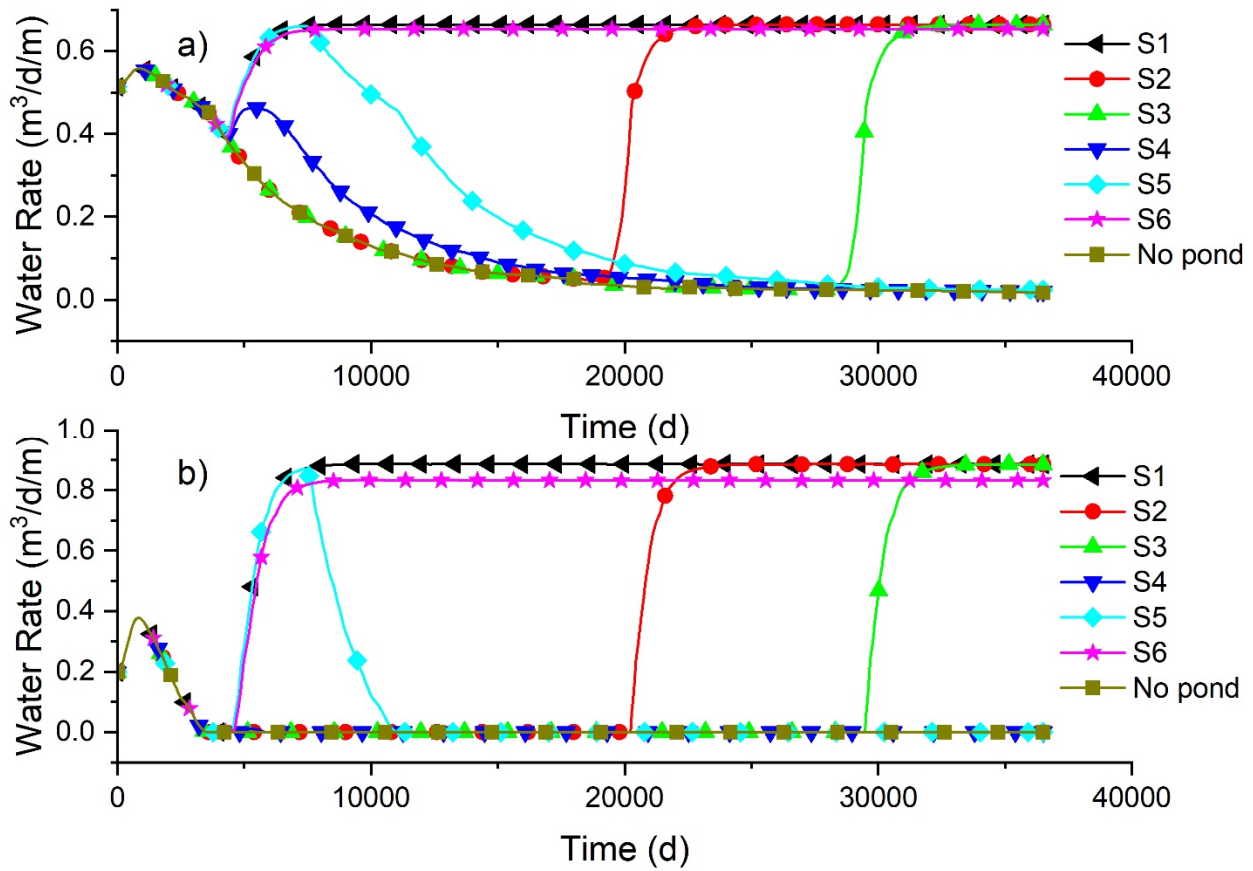 a)
Water Rate (m³/d/m)
0.6
0.4
0.2
0.0
0 10000 20000 30000 40000
Time (d)
S1
S2
S3
S4
S5
S6
No pond
b)
Water Rate (m³/d/m)
1.0
0.8
0.6
0.4
0.2
0.0
0 10000 20000 30000 40000
Time (d)
S1
S2
S3
S4
S5
S6
No pond